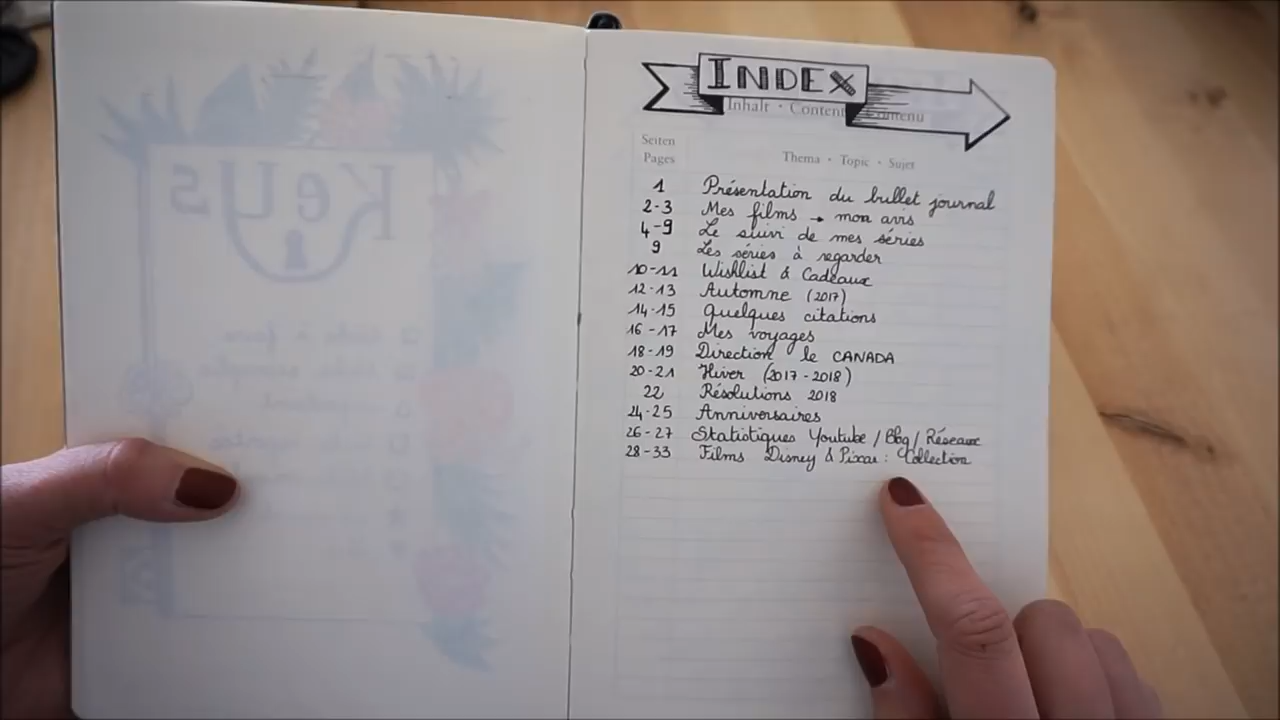 Keys
INDEX
Inhalt · Content · Contenu
Seiten
Pages
Thema · Topic · Sujet
1 Présentation du bullet journal
2-3 Mes films → mon avis
4-9 Le suivi de mes séries
9 Les séries à regarder
10-11 Wishlist & Cadeaux
12-13 Automne (2017)
14-15 Quelques citations
16-17 Mes voyages
18-19 Direction le CANADA
20-21 Hiver (2017-2018)
22 Résolutions 2018
24-25 Anniversaires
26-27 Statistiques Youtube / Blog / Réseaux
28-33 Films Disney & Pixar : Collection